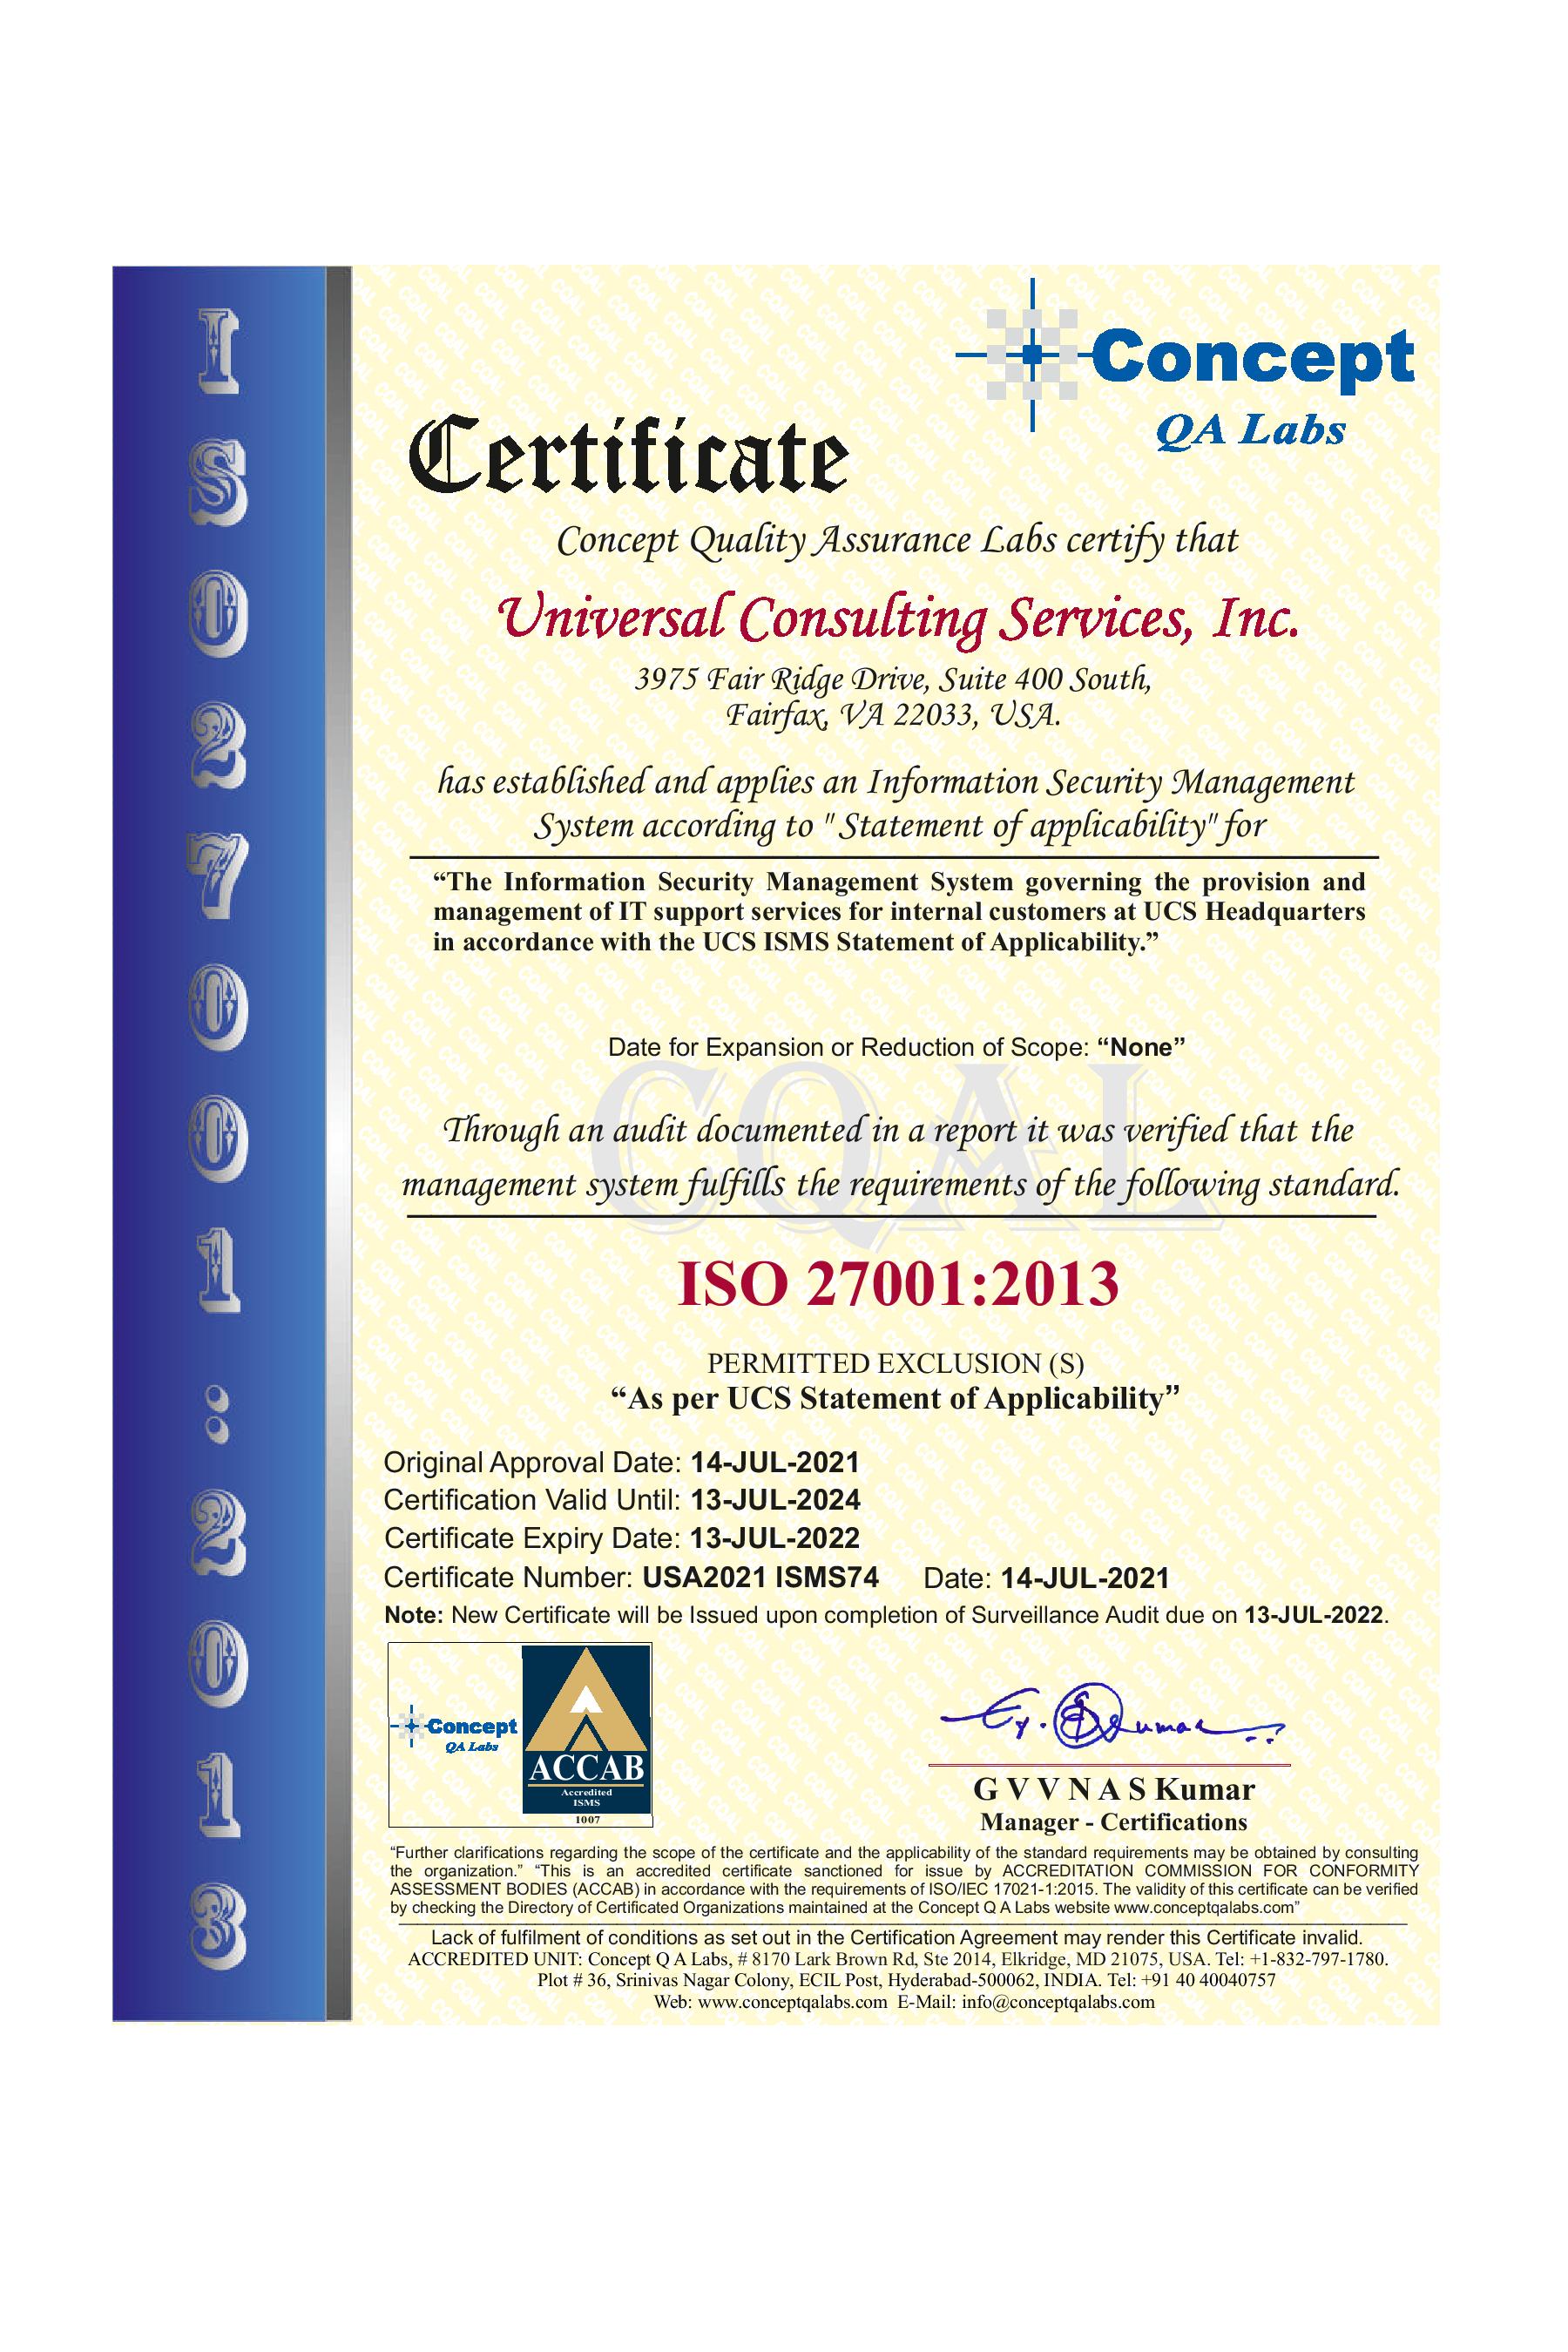 ISO27001:2013
Concept
QA Labs
Certificate
Concept Quality Assurance Labs certify that
Universal Consulting Services, Inc.
3975 Fair Ridge Drive, Suite 400 South,
Fairfax, VA 22033, USA.
has established and applies an Information Security Management
System according to " Statement of applicability" for
“The Information Security Management System governing the provision and
management of IT support services for internal customers at UCS Headquarters
in accordance with the UCS ISMS Statement of Applicability.”
Date for Expansion or Reduction of Scope: “None”
CQAL
Through an audit documented in a report it was verified that the
management system fulfills the requirements of the following standard.
ISO 27001:2013
PERMITTED EXCLUSION (S)
“As per UCS Statement of Applicability”
Original Approval Date: 14-JUL-2021
Certification Valid Until: 13-JUL-2024
Certificate Expiry Date: 13-JUL-2022
Certificate Number: USA2021 ISMS74 Date: 14-JUL-2021
Note: New Certificate will be Issued upon completion of Surveillance Audit due on 13-JUL-2022.
Concept
QA Labs
ACCAB
Accredited
ISMS
1007
G V V N A S Kumar
Manager - Certifications
“Further clarifications regarding the scope of the certificate and the applicability of the standard requirements may be obtained by consulting
the organization.” “This is an accredited certificate sanctioned for issue by ACCREDITATION COMMISSION FOR CONFORMITY
ASSESSMENT BODIES (ACCAB) in accordance with the requirements of ISO/IEC 17021-1:2015. The validity of this certificate can be verified
by checking the Directory of Certificated Organizations maintained at the Concept Q A Labs website www.conceptqalabs.com”
Lack of fulfilment of conditions as set out in the Certification Agreement may render this Certificate invalid.
ACCREDITED UNIT: Concept Q A Labs, # 8170 Lark Brown Rd, Ste 2014, Elkridge, MD 21075, USA. Tel: +1-832-797-1780.
Plot # 36, Srinivas Nagar Colony, ECIL Post, Hyderabad-500062, INDIA. Tel: +91 40 40040757
Web: www.conceptqalabs.com E-Mail: info@conceptqalabs.com